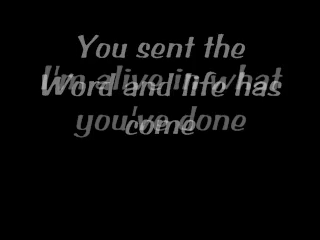 You sent the
I'm alive in what
Word and life has
you've done
come